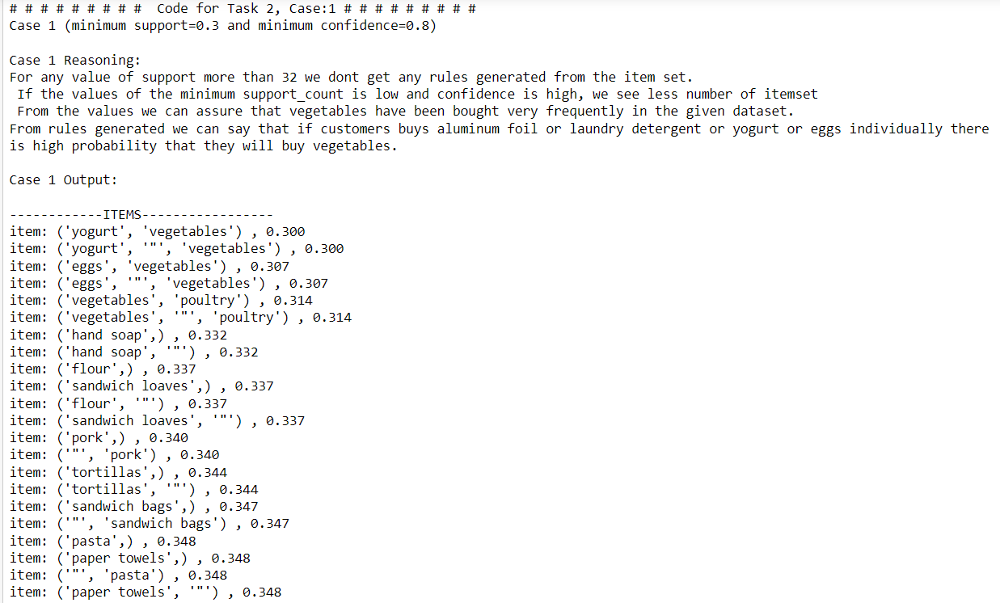 # # # # # # # # #  Code for Task 2, Case:1 # # # # # # # # #
Case 1 (minimum support=0.3 and minimum confidence=0.8)
Case 1 Reasoning:
For any value of support more than 32 we dont get any rules generated from the item set.
If the values of the minimum support_count is low and confidence is high, we see less number of itemset
From the values we can assure that vegetables have been bought very frequently in the given dataset.
From rules generated we can say that if customers buys aluminum foil or laundry detergent or yogurt or eggs individually there
is high probability that they will buy vegetables.
Case 1 Output:
------------ITEMS-----------------
item: ('yogurt', 'vegetables') , 0.300
item: ('yogurt', '"', 'vegetables') , 0.300
item: ('eggs', 'vegetables') , 0.307
item: ('eggs', '"', 'vegetables') , 0.307
item: ('vegetables', 'poultry') , 0.314
item: ('vegetables', '"', 'poultry') , 0.314
item: ('hand soap',) , 0.332
item: ('hand soap', '"') , 0.332
item: ('flour',) , 0.337
item: ('sandwich loaves',) , 0.337
item: ('flour', '"') , 0.337
item: ('sandwich loaves', '"') , 0.337
item: ('pork',) , 0.340
item: ('"', 'pork') , 0.340
item: ('tortillas',) , 0.344
item: ('tortillas', '"') , 0.344
item: ('sandwich bags',) , 0.347
item: ('"', 'sandwich bags') , 0.347
item: ('pasta',) , 0.348
item: ('paper towels',) , 0.348
item: ('"', 'pasta') , 0.348
item: ('paper towels', '"') , 0.348